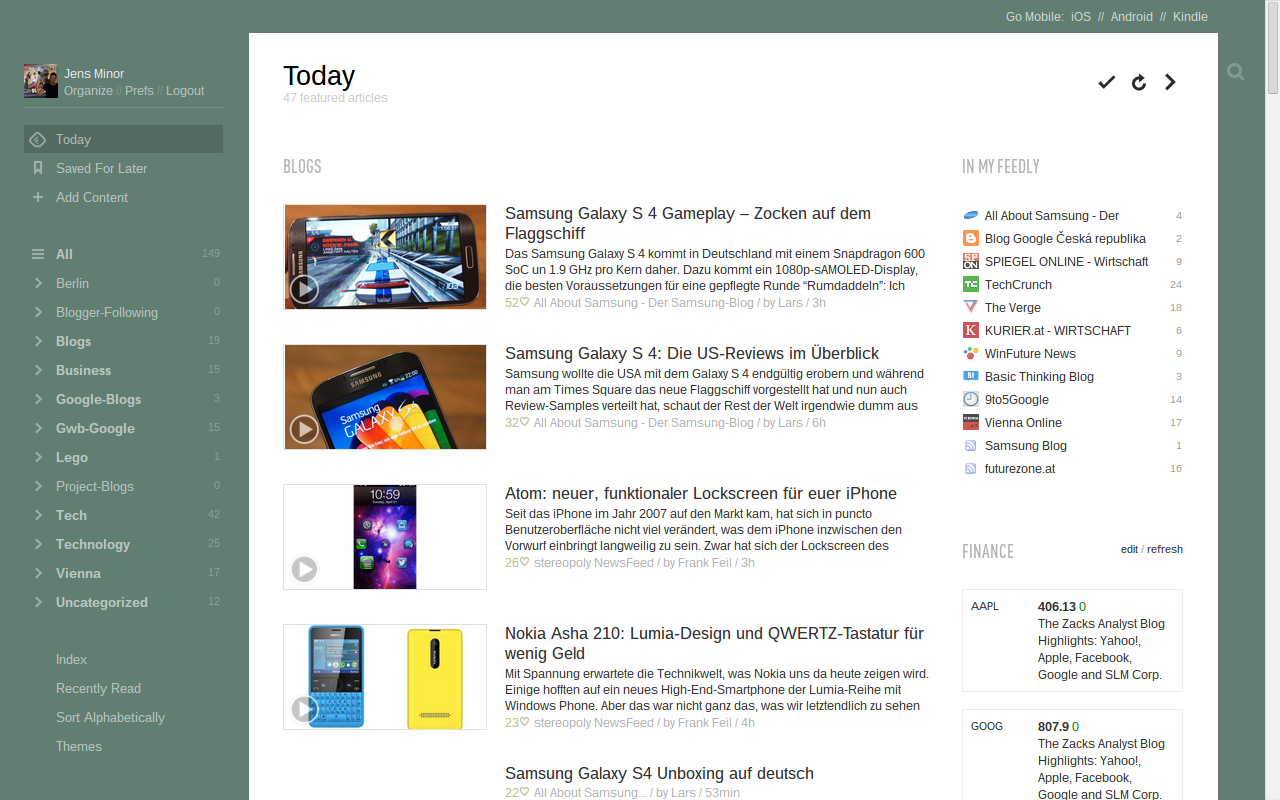 Go Mobile: iOS // Android // Kindle
Jens Minor
Organize // Prefs // Logout
Today
Saved For Later
Add Content
All 149
Berlin 0
Blogger-Following 0
Blogs 19
Business 15
Google-Blogs 3
Gwb-Google 15
Lego 1
Project-Blogs 0
Tech 42
Technology 25
Vienna 17
Uncategorized 12
Index
Recently Read
Sort Alphabetically
Themes
Today
47 featured articles
BLOGS
Samsung Galaxy S 4 Gameplay – Zocken auf dem
Flaggschiff
Das Samsung Galaxy S 4 kommt in Deutschland mit einem Snapdragon 600
SoC un 1.9 GHz pro Kern daher. Dazu kommt ein 1080p-sAMOLED-Display,
die besten Voraussetzungen für eine gepflegte Runde “Rumdaddeln”: Ich
52 All About Samsung - Der Samsung-Blog / by Lars / 3h
SAMSUNG
Samsung
GALAXY S4
Samsung Galaxy S 4: Die US-Reviews im Überblick
Samsung wollte die USA mit dem Galaxy S 4 endgültig erobern und während
man am Times Square das neue Flaggschiff vorgestellt hat und nun auch
Review-Samples verteilt hat, schaut der Rest der Welt irgendwie dumm aus
32 All About Samsung - Der Samsung-Blog / by Lars / 6h
10:59
Atom: neuer, funktionaler Lockscreen für euer iPhone
Seit das iPhone im Jahr 2007 auf den Markt kam, hat sich in puncto
Benutzeroberfläche nicht viel verändert, was dem iPhone inzwischen den
Vorwurf einbringt langweilig zu sein. Zwar hat sich der Lockscreen des
26 stereopoly NewsFeed / by Frank Feil / 3h
Nokia Asha 210: Lumia-Design und QWERTZ-Tastatur für
wenig Geld
Mit Spannung erwartete die Technikwelt, was Nokia uns da heute zeigen wird.
Einige hofften auf ein neues High-End-Smartphone der Lumia-Reihe mit
Windows Phone. Aber das war nicht ganz das, was wir letztendlich zu sehen
23 stereopoly NewsFeed / by Frank Feil / 4h
Samsung Galaxy S4 Unboxing auf deutsch
22 All About Samsung... / by Lars / 53min
IN MY FEEDLY
All About Samsung - Der 4
Blog Google Česká republika 2
SPIEGEL ONLINE - Wirtschaft 9
TechCrunch 24
The Verge 18
KURIER.at - WIRTSCHAFT 6
WinFuture News 9
Basic Thinking Blog 3
9to5Google 14
Vienna Online 17
Samsung Blog 1
futurezone.at 16
FINANCE edit / refresh
AAPL 406.13 0
The Zacks Analyst Blog
Highlights: Yahoo!,
Apple, Facebook,
Google and SLM Corp.
GOOG 807.9 0
The Zacks Analyst Blog
Highlights: Yahoo!,
Apple, Facebook,
Google and SLM Corp.